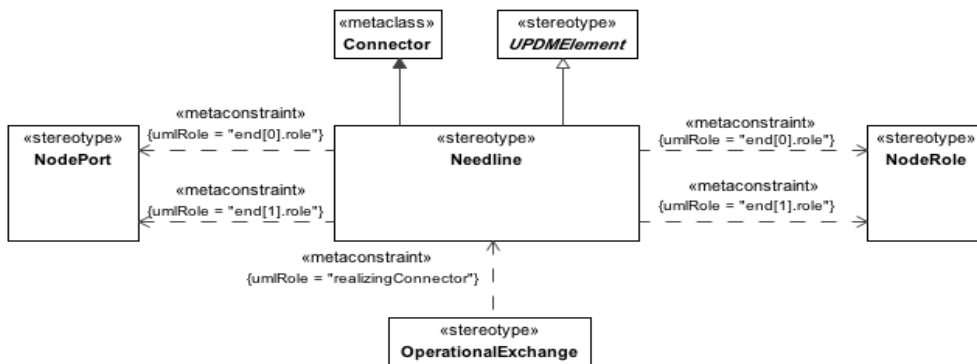 «metaclass»
Connector
«stereotype»
UPDMElement
«metaconstraint»
{umlRole = "end[0].role"}
«metaconstraint»
{umlRole = "end[0].role"}
«stereotype»
NodePort
«stereotype»
Needline
«stereotype»
NodeRole
«metaconstraint»
{umlRole = "end[1].role"}
«metaconstraint»
{umlRole = "end[1].role"}
«metaconstraint»
{umlRole = "realizingConnector"}
«stereotype»
OperationalExchange